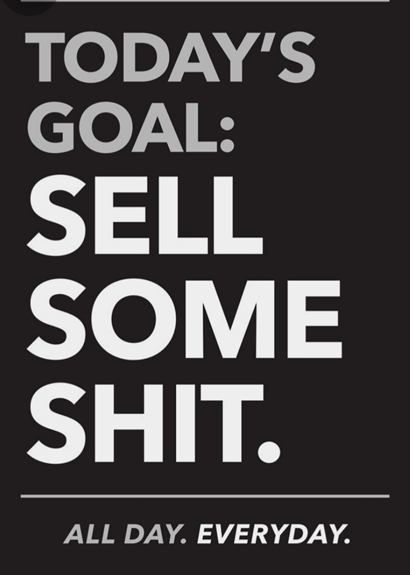 TODAY’S
GOAL:
SELL
SOME
SHIT.
ALL DAY. EVERYDAY.